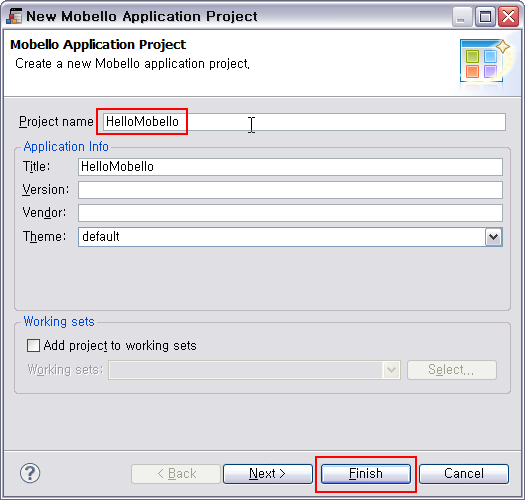 New Mobello Application Project
Mobello Application Project
Create a new Mobello application project,
Project name HelloMobello
Application Info
Title: HelloMobello
Version:
Vendor:
Theme: default
Working sets
Add project to working sets
Working sets:
Select...
?
< Back
Next >
Finish
Cancel